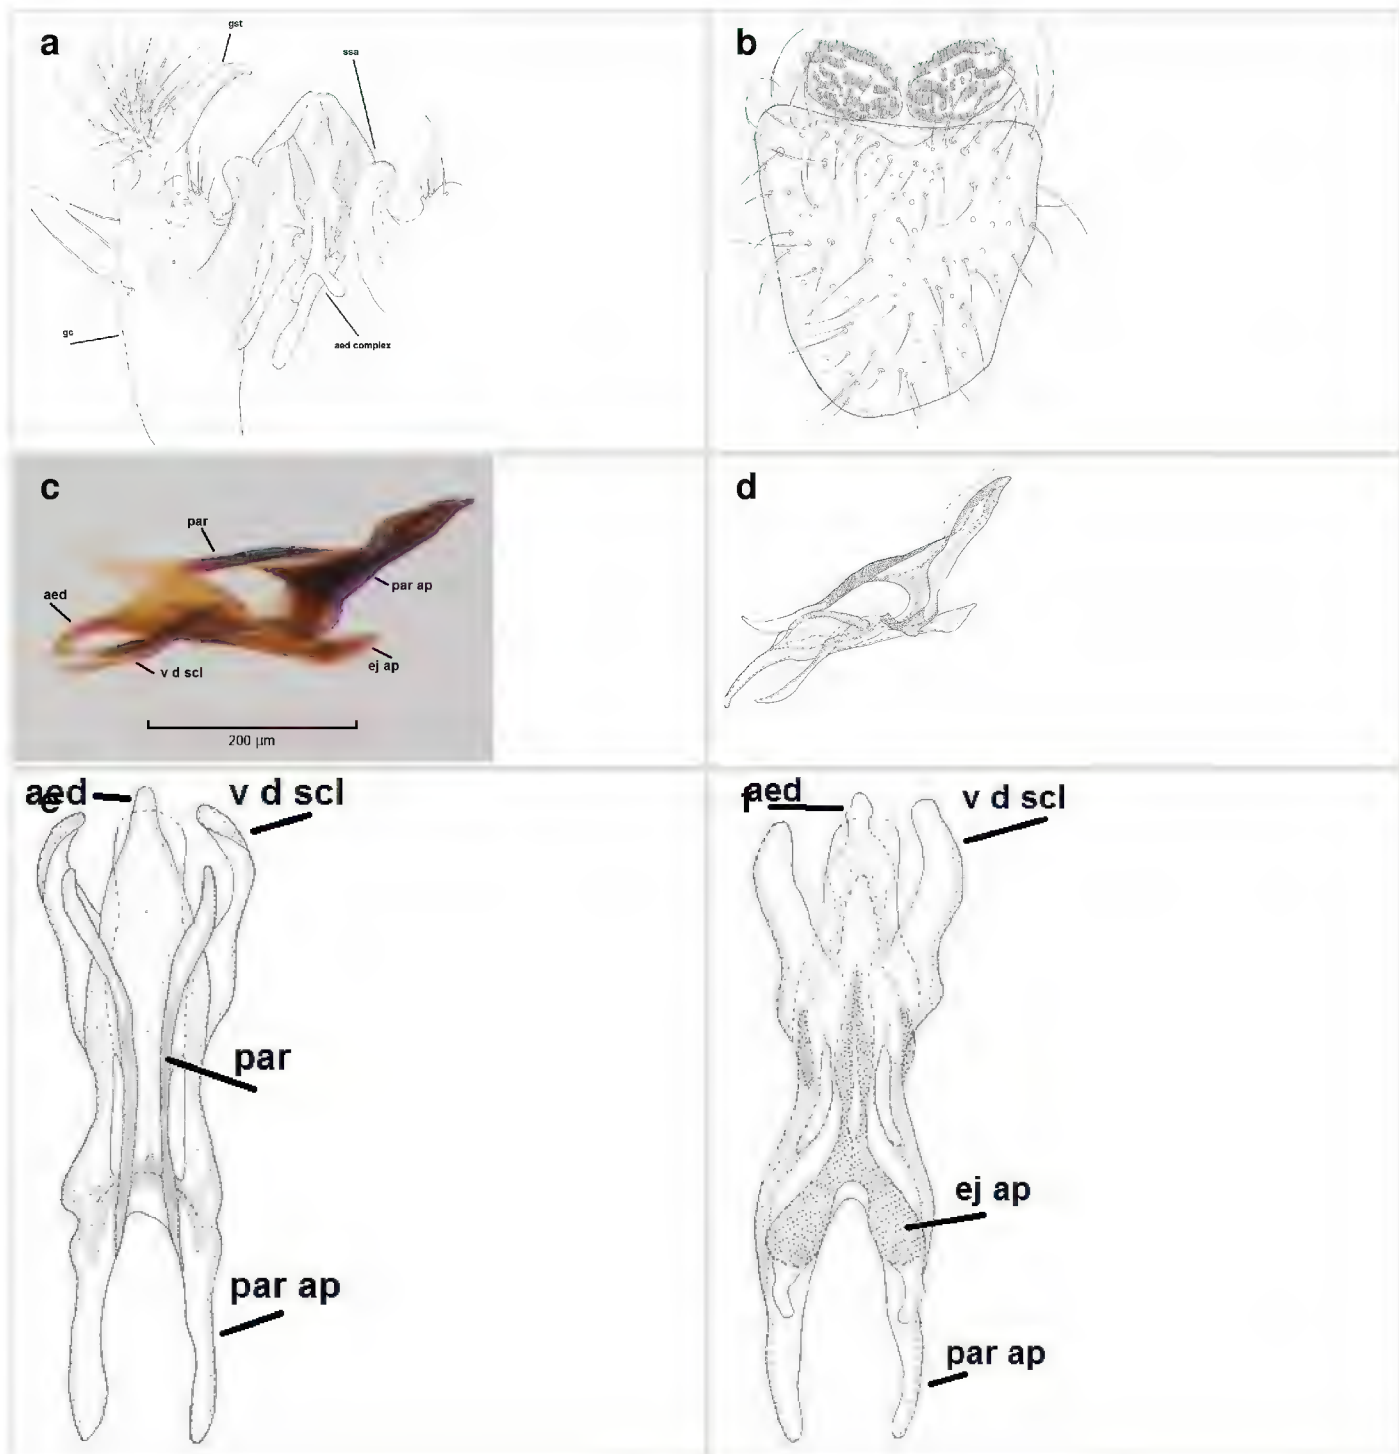 a
gst
ssa
gc
aed complex
b
c
par
par ap
aed
v d scl
ej ap
200 µm
d
e
aed
v d scl
par
par ap
f
aed
v d scl
ej ap
par ap